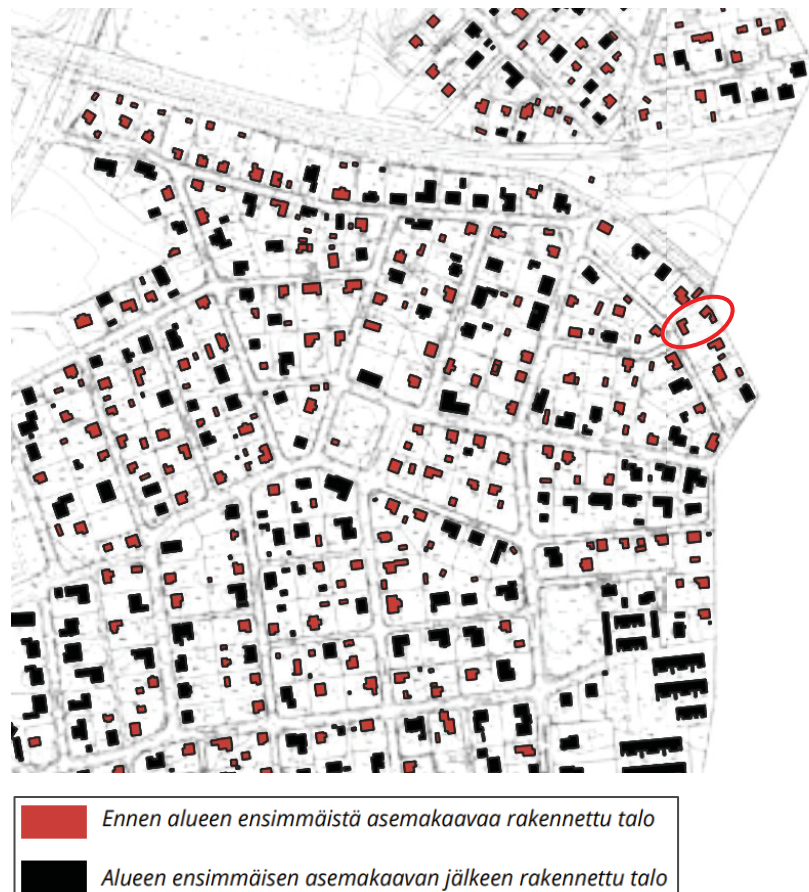 Ennen alueen ensimmäistä asemakaavaa rakennettu talo
Alueen ensimmäisen asemakaavan jälkeen rakennettu talo